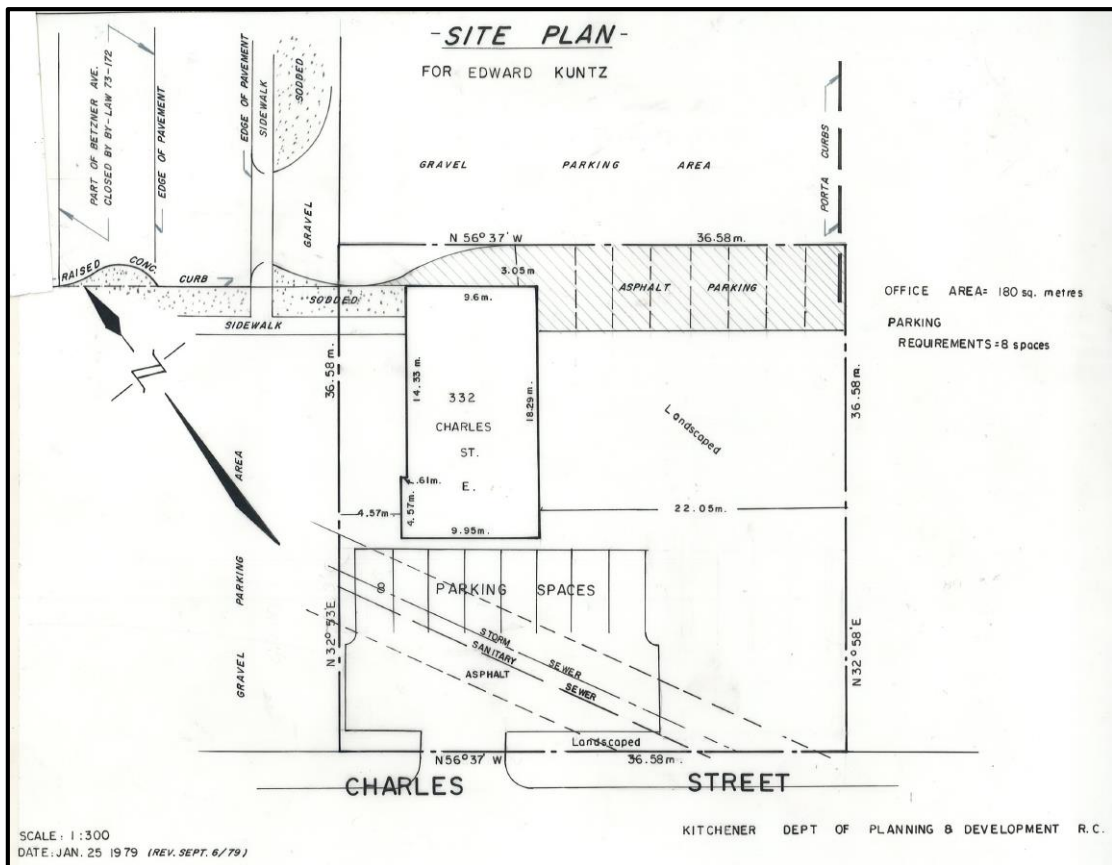 -SITE PLAN-
FOR EDWARD KUNTZ
PART OF BETZNER AVE.
CLOSED BY BY-LAW 73-172
EDGE OF PAVEMENT
EDGE OF PAVEMENT
SIDEWALK
SODDED
GRAVEL
GRAVEL PARKING AREA
PORTA CURBS
N 56° 37' W 36.58m.
3.05m
RAISED CONC. CURB
SODDED
SIDEWALK
9.6m.
ASPHALT PARKING
OFFICE AREA= 180 sq. metres
PARKING
REQUIREMENTS=8 spaces
N
36.58m.
14.33 m.
332
CHARLES
ST.
E.
18.29m.
Landscaped
36.58m.
.61m.
4.57m.
4.57m.
9.95m.
22.05m.
GRAVEL PARKING AREA
8 PARKING SPACES
N 32° 53'E
STORM SEWER
SANITARY SEWER
ASPHALT
N 32° 58'E
Landscaped
N56° 37' W 36.58m.
CHARLES STREET
SCALE: 1:300
DATE: JAN. 25 1979 (REV. SEPT. 6/79)
KITCHENER DEPT OF PLANNING & DEVELOPMENT R.C.